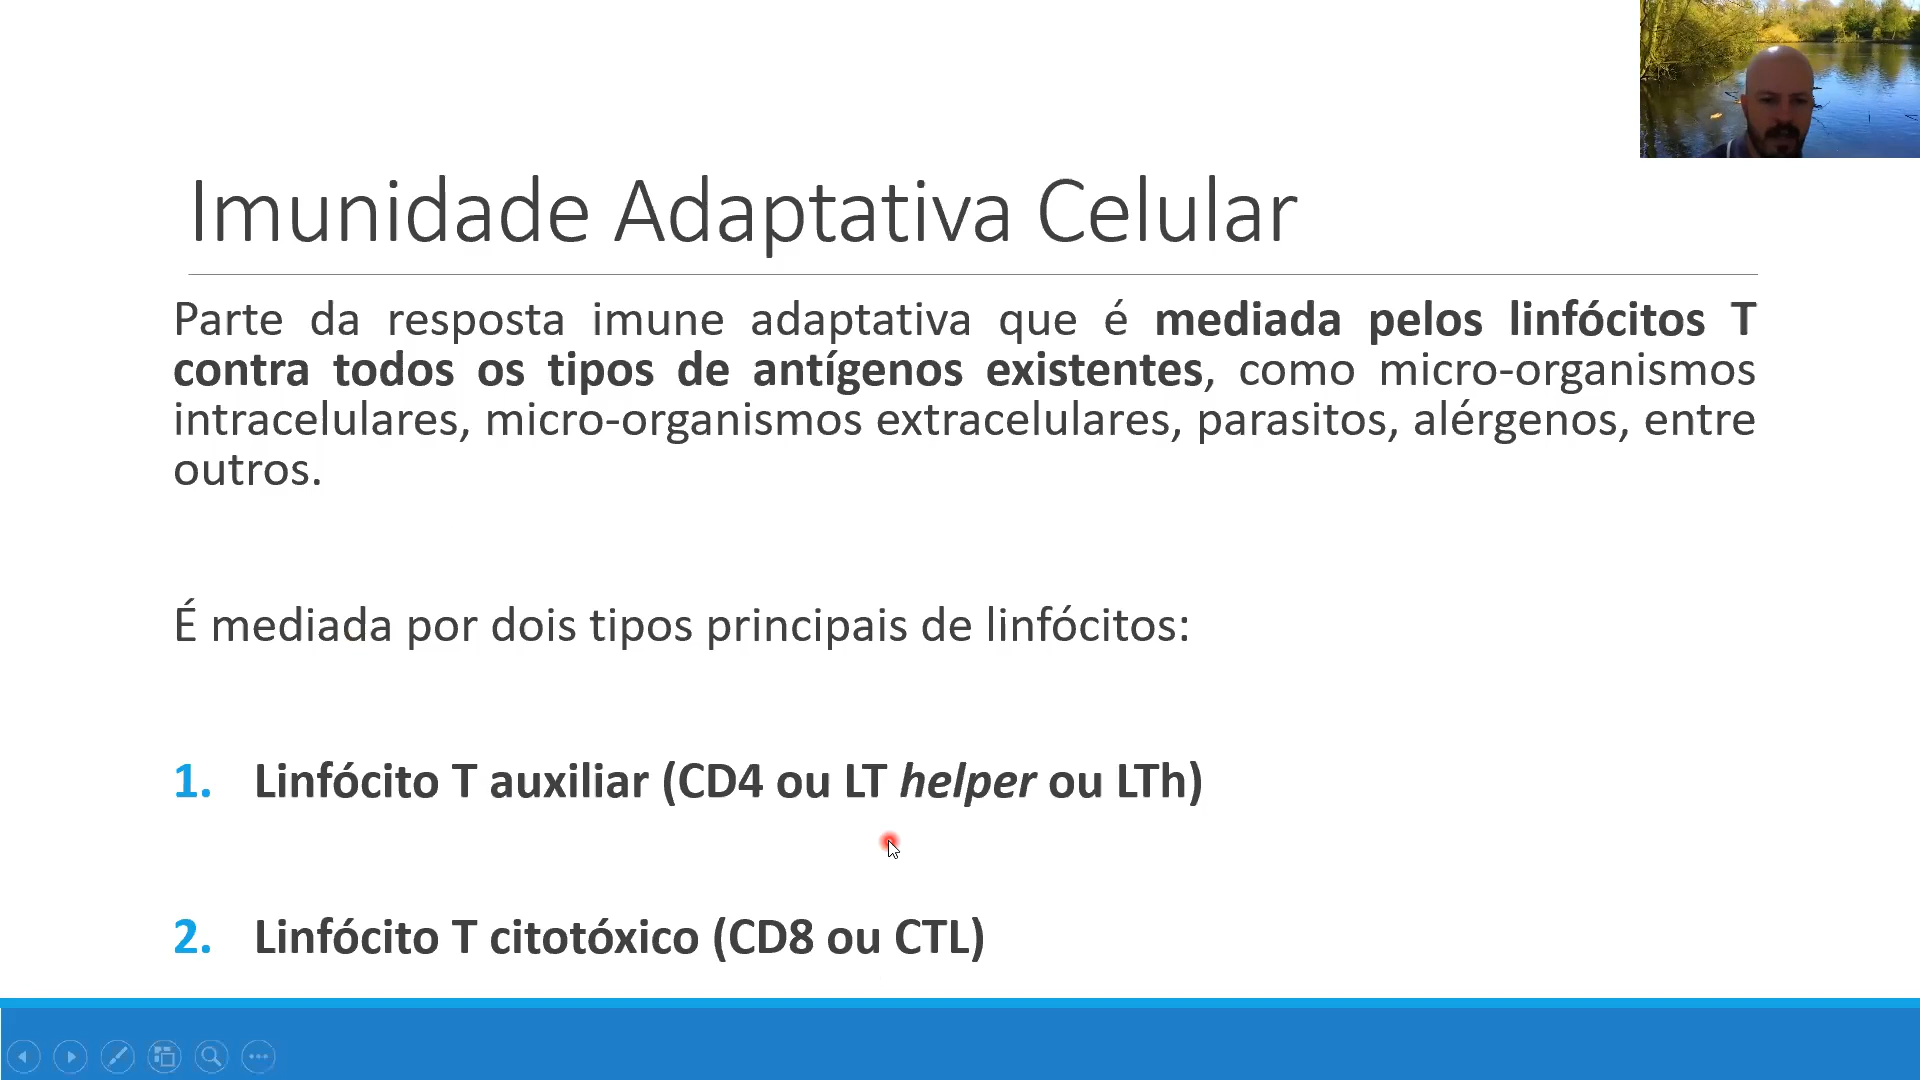 Imunidade Adaptativa Celular
Parte da resposta imune adaptativa que é mediada pelos linfócitos T
contra todos os tipos de antígenos existentes, como micro-organismos
intracelulares, micro-organismos extracelulares, parasitos, alérgenos, entre
outros.
É mediada por dois tipos principais de linfócitos:
1. Linfócito T auxiliar (CD4 ou LT helper ou LTh)
2. Linfócito T citotóxico (CD8 ou CTL)